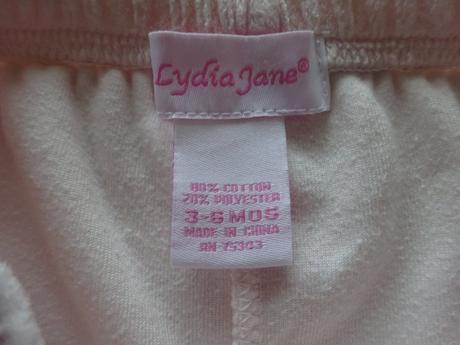 Lydia Jane®
80% COTTON
20% POLYESTER
3-6 MOS
MADE IN CHINA
RN 75303